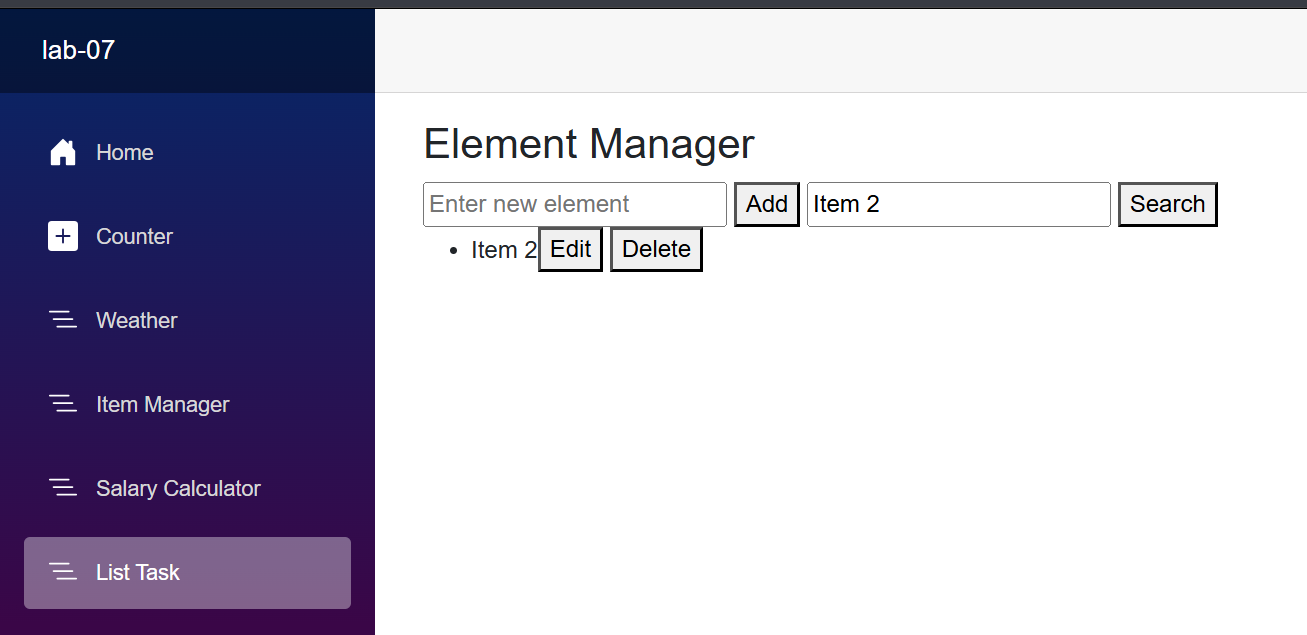 lab-07
Home
Counter
Weather
Item Manager
Salary Calculator
List Task
Element Manager
Enter new element Add Item 2 Search
• Item 2 Edit Delete